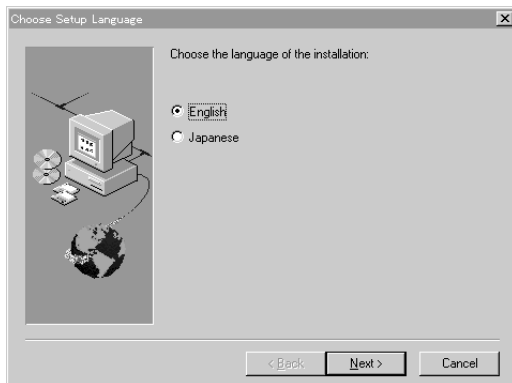 Choose Setup Language
Choose the language of the installation:
English
Japanese
< Back
Next >
Cancel